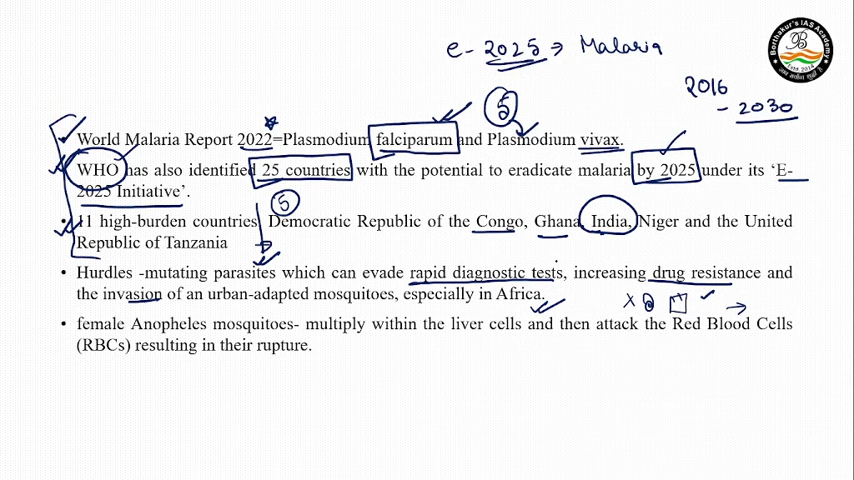 e- 2025 ⇒ Malaria
Borthakur's IAS Academy
B
2016
- 2030
5
World Malaria Report 2022=Plasmodium falciparum and Plasmodium vivax.
WHO has also identified 25 countries with the potential to eradicate malaria by 2025 under its ‘E-
2025 Initiative’.
5
11 high-burden countries Democratic Republic of the Congo, Ghana, India, Niger and the United
Republic of Tanzania
• Hurdles -mutating parasites which can evade rapid diagnostic tests, increasing drug resistance and
the invasion of an urban-adapted mosquitoes, especially in Africa.
• female Anopheles mosquitoes- multiply within the liver cells and then attack the Red Blood Cells
(RBCs) resulting in their rupture.